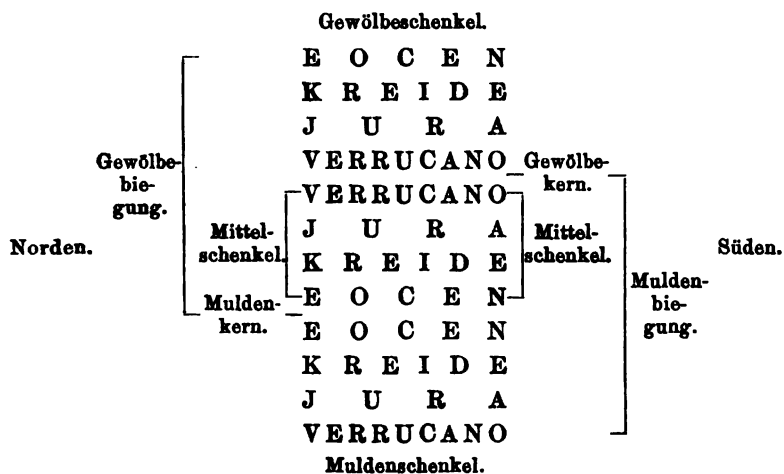 Gewölbeschenkel.
E O C E N
K R E I D E
J U R A
VERRUCANO
Gewölbe-
bie-
gung.
Gewölbe-
kern.
VERRUCANO
J U R A
Mittel-
schenkel.
Mittel-
schenkel.
Norden.
Süden.
K R E I D E
E O C E N
Mulden-
kern.
Mulden-
bie-
gung.
E O C E N
K R E I D E
J U R A
VERRUCANO
Muldenschenkel.